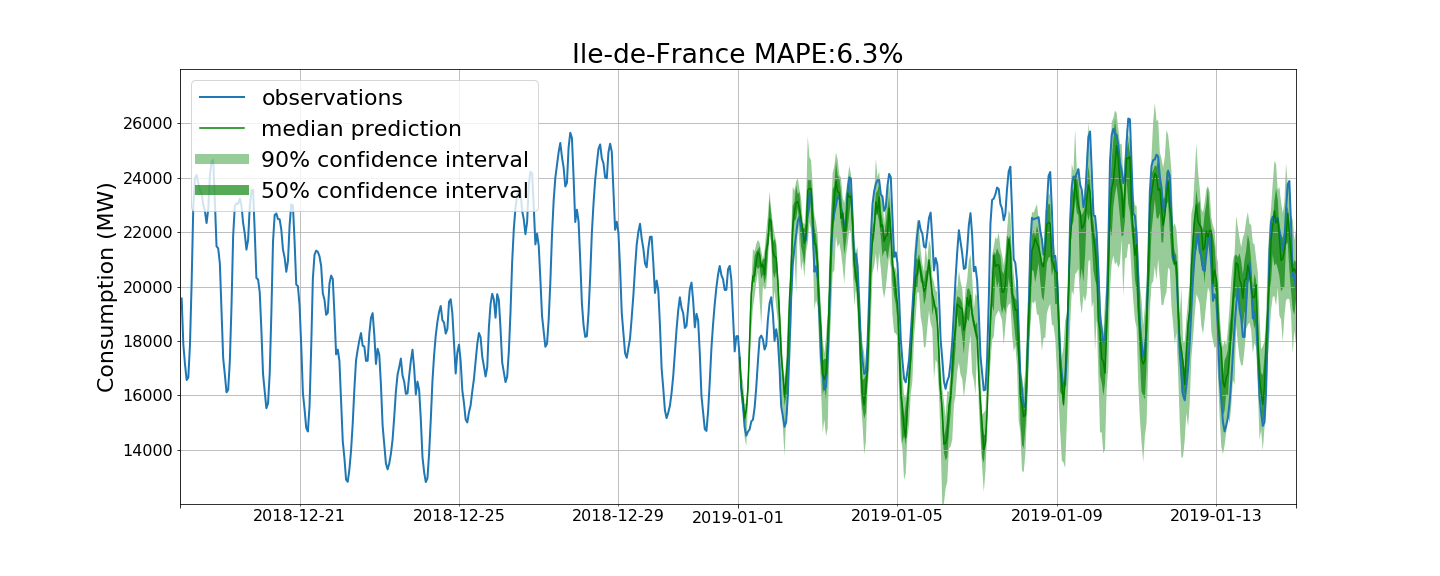 Ile-de-France MAPE:6.3%
observations
median prediction
90% confidence interval
50% confidence interval
Consumption (MW)
26000
24000
22000
20000
18000
16000
14000
2018-12-21 2018-12-25 2018-12-29 2019-01-01 2019-01-05 2019-01-09 2019-01-13